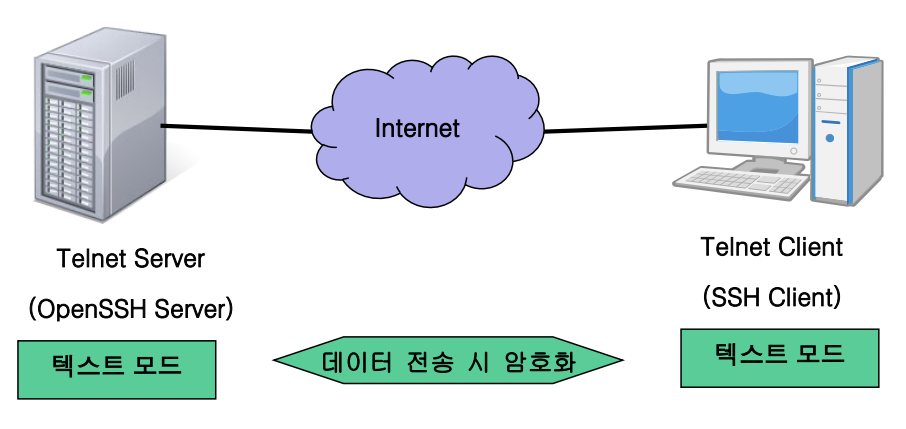 Internet
Telnet Server
(OpenSSH Server)
텍스트 모드
데이터 전송 시 암호화
Telnet Client
(SSH Client)
텍스트 모드